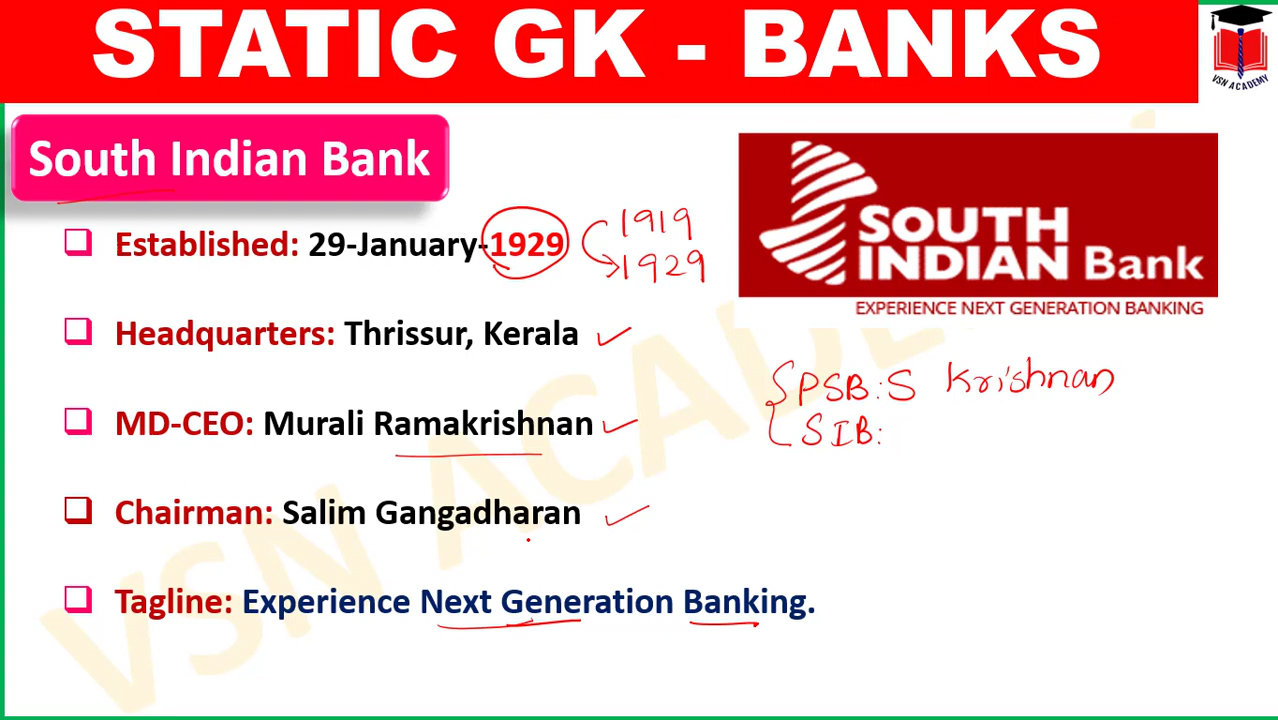 STATIC GK - BANKS
VSN ACADEMY
South Indian Bank
Established: 29-January-1929
1919
1929
SOUTH
INDIAN Bank
EXPERIENCE NEXT GENERATION BANKING
Headquarters: Thrissur, Kerala
PSB: S Krishnan
SIB:
MD-CEO: Murali Ramakrishnan
Chairman: Salim Gangadharan
Tagline: Experience Next Generation Banking.
VSN ACADE